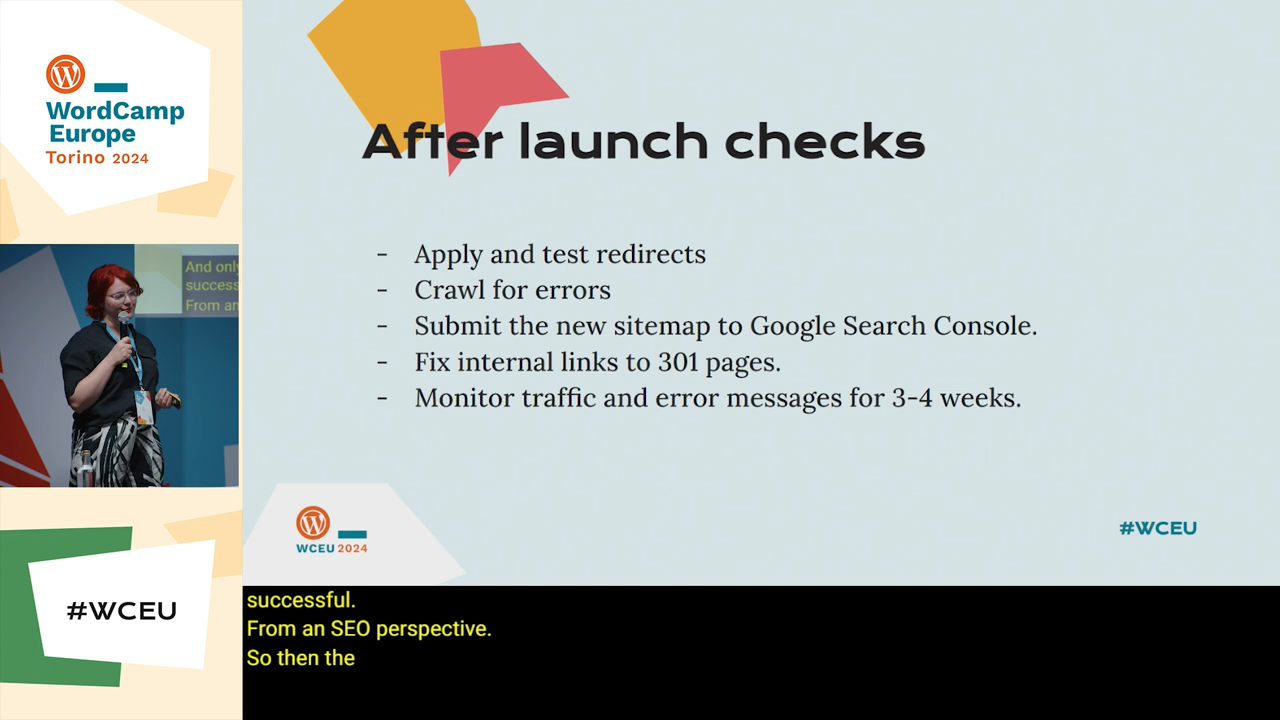 WordCamp
Europe
Torino 2024
And only
success
From an
#WCEU
After launch checks
- Apply and test redirects
- Crawl for errors
- Submit the new sitemap to Google Search Console.
- Fix internal links to 301 pages.
- Monitor traffic and error messages for 3-4 weeks.
WCEU 2024
#WCEU
successful.
From an SEO perspective.
So then the